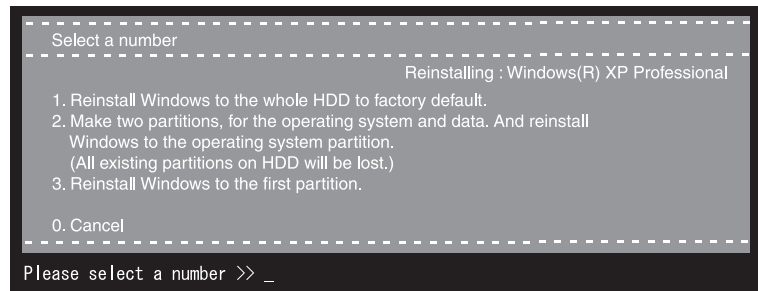 Select a number
Reinstalling : Windows(R) XP Professional
1. Reinstall Windows to the whole HDD to factory default.
2. Make two partitions, for the operating system and data. And reinstall
Windows to the operating system partition.
(All existing partitions on HDD will be lost.)
3. Reinstall Windows to the first partition.
0. Cancel
Please select a number >> _